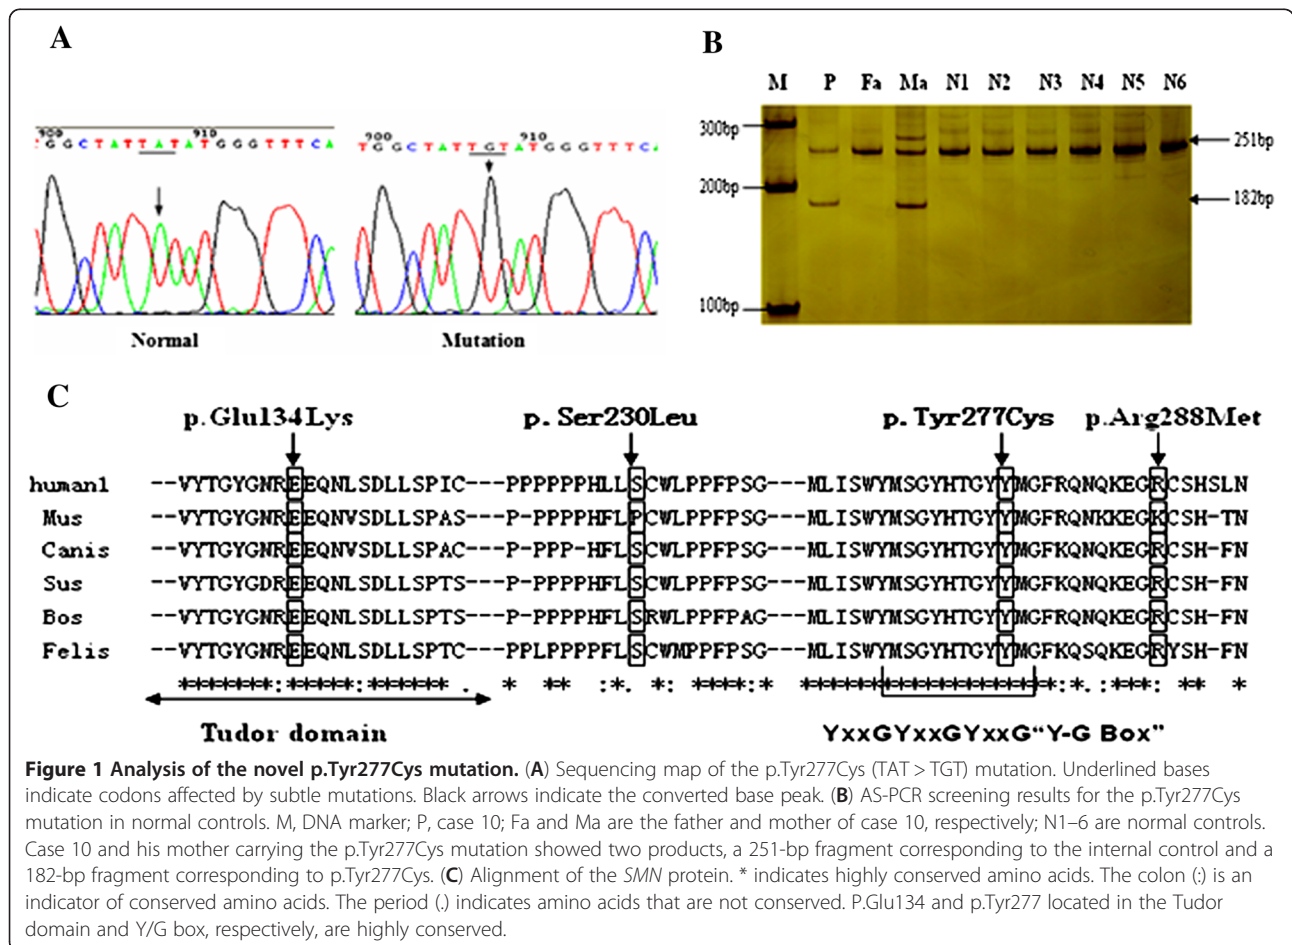 A
900 910
TGGCTATTATATGGGTTTCA
Normal
900 910
TGGCTATTGTATGGGTTTCA
Mutation
B
M P Fa Ma N1 N2 N3 N4 N5 N6
300bp
200bp
100bp
251bp
182bp
C
p.Glu134Lys p. Ser230Leu p. Tyr277Cys p.Arg288Met
human1 --VYTGYGNREEQNLSDLLSPIC---PPPPPPHLLSCWLPPFPSG---MLISWYMSGYHTGYYMGFRQNQKEGRCSHSLN
Mus --VYTGYGNREEQNVSDLLSPAS---P-PPPPHFLPCWLPPFPSG---MLISWYMSGYHTGYYMGFRQNKKEGKCSH-TN
Canis --VYTGYGNREEQNVSDLLSPAC---P-PPP-HFLSCWLPPFPSG---MLISWYMSGYHTGYYMGFKQNQKEGRCSH-FN
Sus --VYTGYGDREEQNLSDLLSPTS---P-PPPPHFLSCWLPPFPSG---MLISWYMSGYHTGYYMGFKQNQKEGRCSH-FN
Bos --VYTGYGNREEQNLSDLLSPTS---P-PPPPHFLSRWLPPFPAG---MLISWYMSGYHTGYYMGFRQNQKEGRCSH-FN
Felis --VYTGYGNREEQNLSDLLSPTC---PPLPPPPFLSCWMPPFPSG---MLISWYMSGYHTGYYMGFRQSQKEGRYSH-FN
******:*****:******* . * ** :*. *: ****:* ****************:*.:***: ** *
Tudor domain YxxGYxxGYxxG“Y-G Box”
Figure 1 Analysis of the novel p.Tyr277Cys mutation. (A) Sequencing map of the p.Tyr277Cys (TAT > TGT) mutation. Underlined bases
indicate codons affected by subtle mutations. Black arrows indicate the converted base peak. (B) AS-PCR screening results for the p.Tyr277Cys
mutation in normal controls. M, DNA marker; P, case 10; Fa and Ma are the father and mother of case 10, respectively; N1–6 are normal controls.
Case 10 and his mother carrying the p.Tyr277Cys mutation showed two products, a 251-bp fragment corresponding to the internal control and a
182-bp fragment corresponding to p.Tyr277Cys. (C) Alignment of the SMN protein. * indicates highly conserved amino acids. The colon (:) is an
indicator of conserved amino acids. The period (.) indicates amino acids that are not conserved. P.Glu134 and p.Tyr277 located in the Tudor
domain and Y/G box, respectively, are highly conserved.